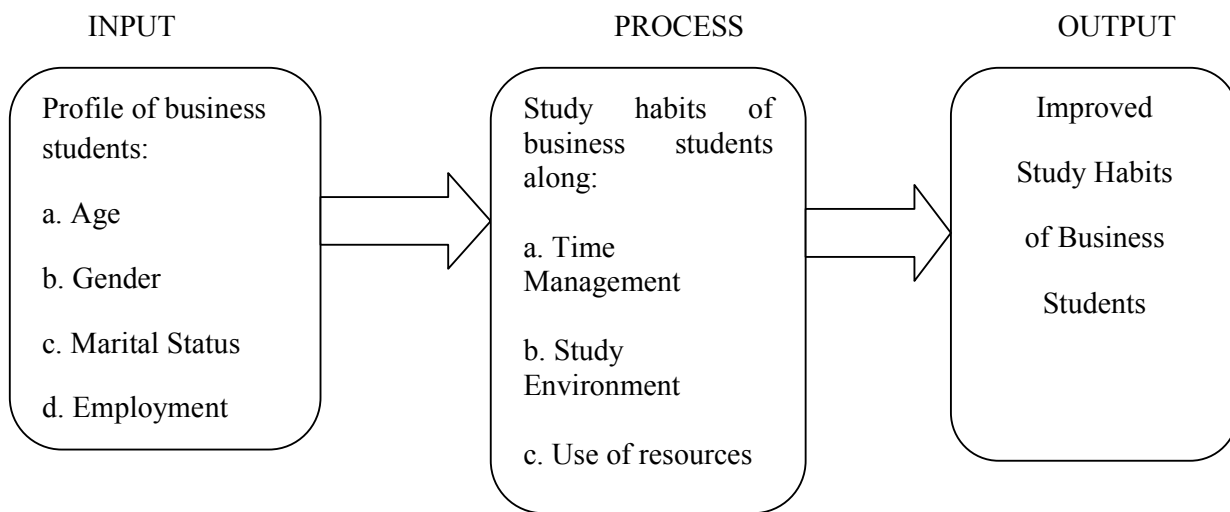 INPUT
PROCESS
OUTPUT
Profile of business
students:
a. Age
b. Gender
c. Marital Status
d. Employment
Study habits of
business students
along:
a. Time
Management
b. Study
Environment
c. Use of resources
Improved
Study Habits
of Business
Students